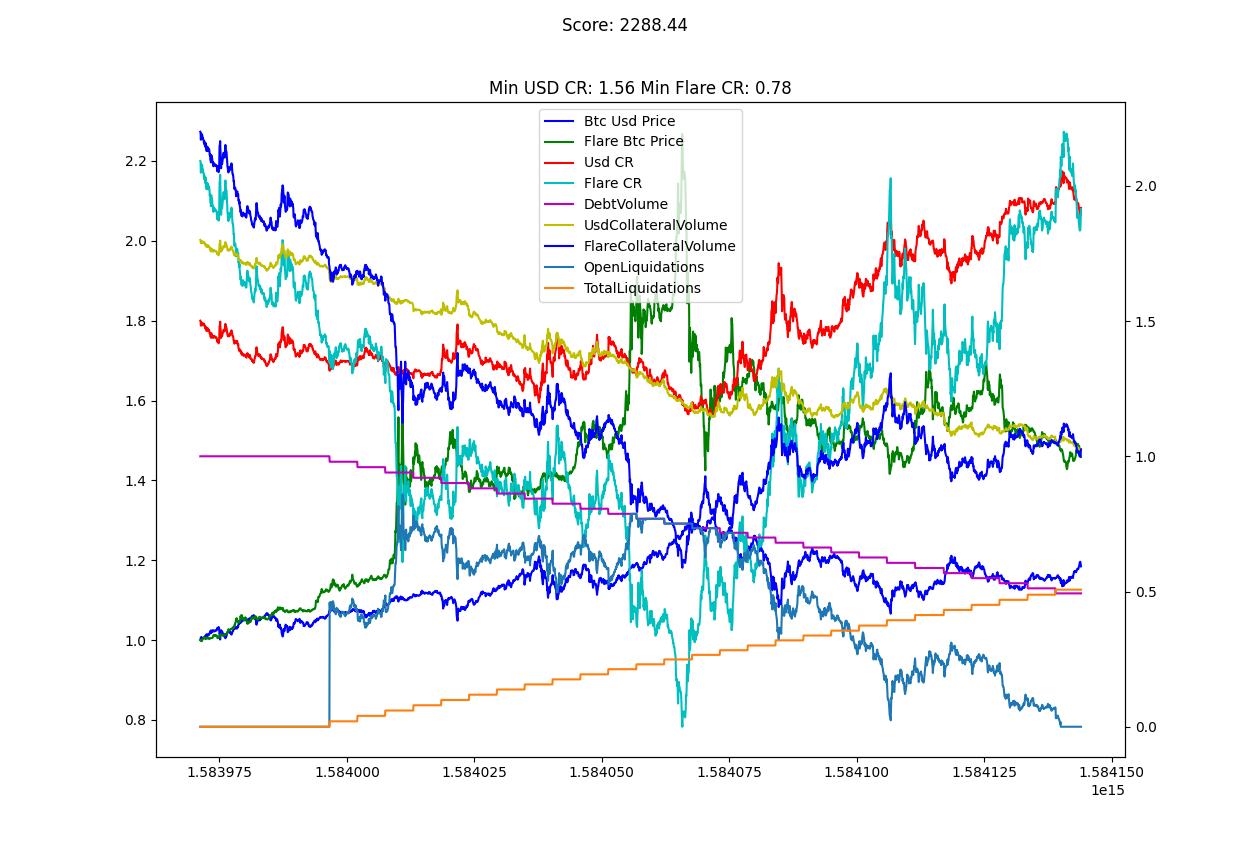 Score: 2288.44
Min USD CR: 1.56 Min Flare CR: 0.78
Btc Usd Price
Flare Btc Price
Usd CR
Flare CR
DebtVolume
UsdCollateralVolume
FlareCollateralVolume
OpenLiquidations
TotalLiquidations
2.2
2.0
1.8
1.6
1.4
1.2
1.0
0.8
2.0
1.5
1.0
0.5
0.0
1.583975 1.584000 1.584025 1.584050 1.584075 1.584100 1.584125 1.584150
1e15